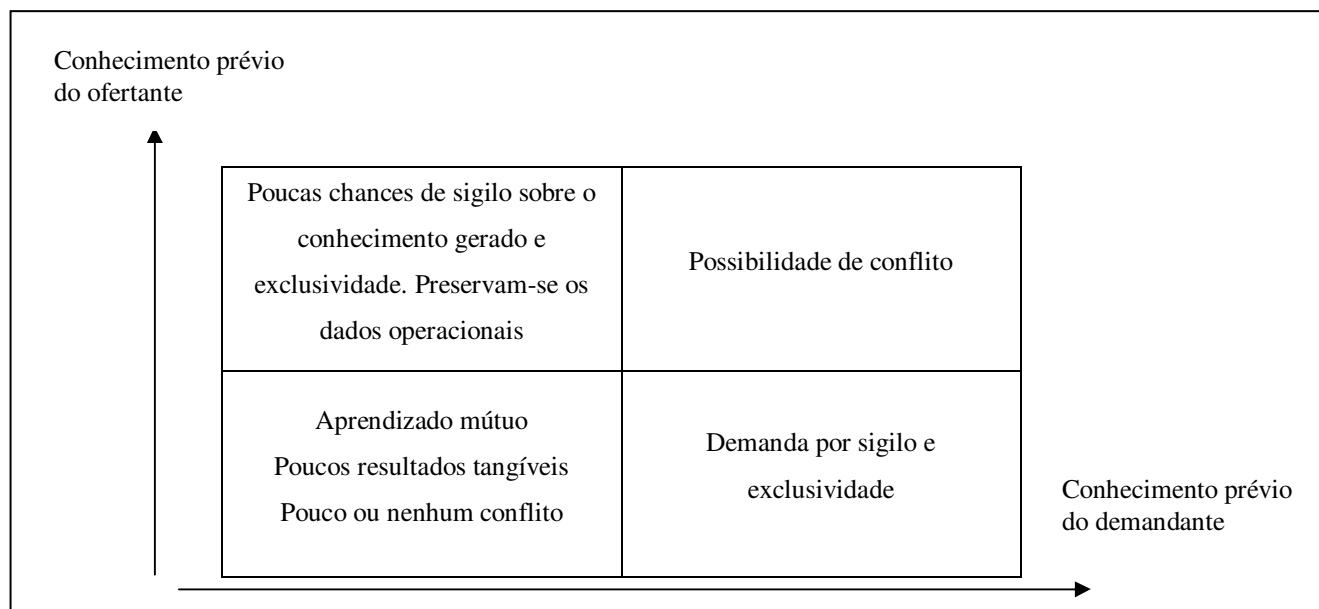 Conhecimento prévio
do ofertante
Poucas chances de sigilo sobre o
conhecimento gerado e
exclusividade. Preservam-se os
dados operacionais
Possibilidade de conflito
Aprendizado mútuo
Poucos resultados tangíveis
Pouco ou nenhum conflito
Demanda por sigilo e
exclusividade
Conhecimento prévio
do demandante